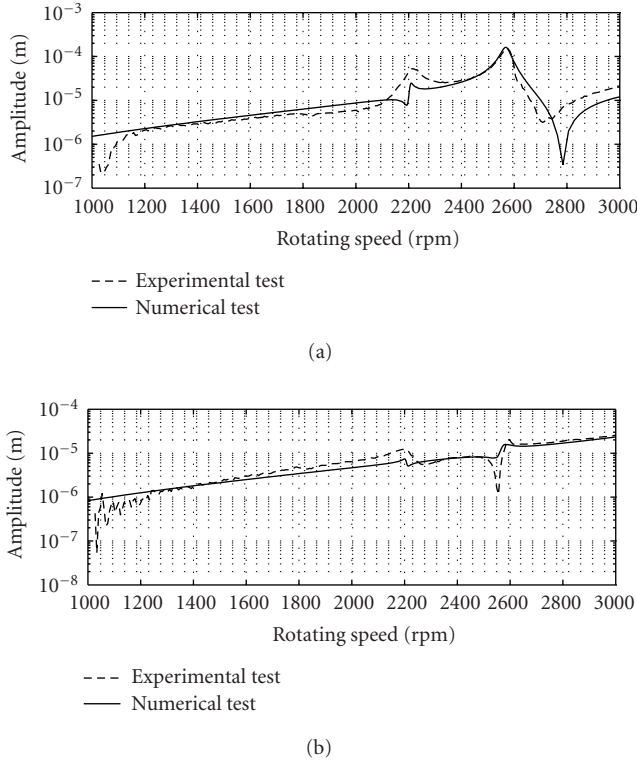 10⁻³
10⁻⁴
10⁻⁵
10⁻⁶
10⁻⁷
Amplitude (m)
1000 1200 1400 1600 1800 2000 2200 2400 2600 2800 3000
Rotating speed (rpm)
Experimental test
Numerical test
(a)
10⁻⁴
10⁻⁵
10⁻⁶
10⁻⁷
10⁻⁸
Amplitude (m)
1000 1200 1400 1600 1800 2000 2200 2400 2600 2800 3000
Rotating speed (rpm)
Experimental test
Numerical test
(b)